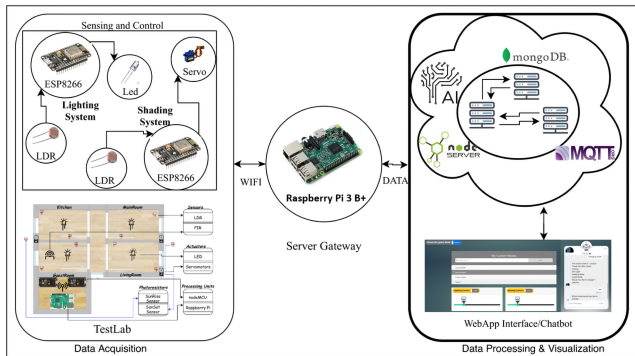 Sensing and Control
ESP8266
Led
Servo
Lighting
System
Shading
System
LDR
LDR
ESP8266
Kitchen
MainRoom
GuestRoom
LivingRoom
Sensors
LDR
PIR
Actuators
LED
Servomotors
Photoresistors
SunRise
Sensor
SunSet
Sensor
Processing Units
nodeMCU
Raspberry Pi
TestLab
Data Acquisition
WIFI
Raspberry Pi 3 B+
DATA
Server Gateway
mongoDB
AI
node
SERVER
MQTT
.ORG
WebApp Interface/Chatbot
Data Processing & Visualization